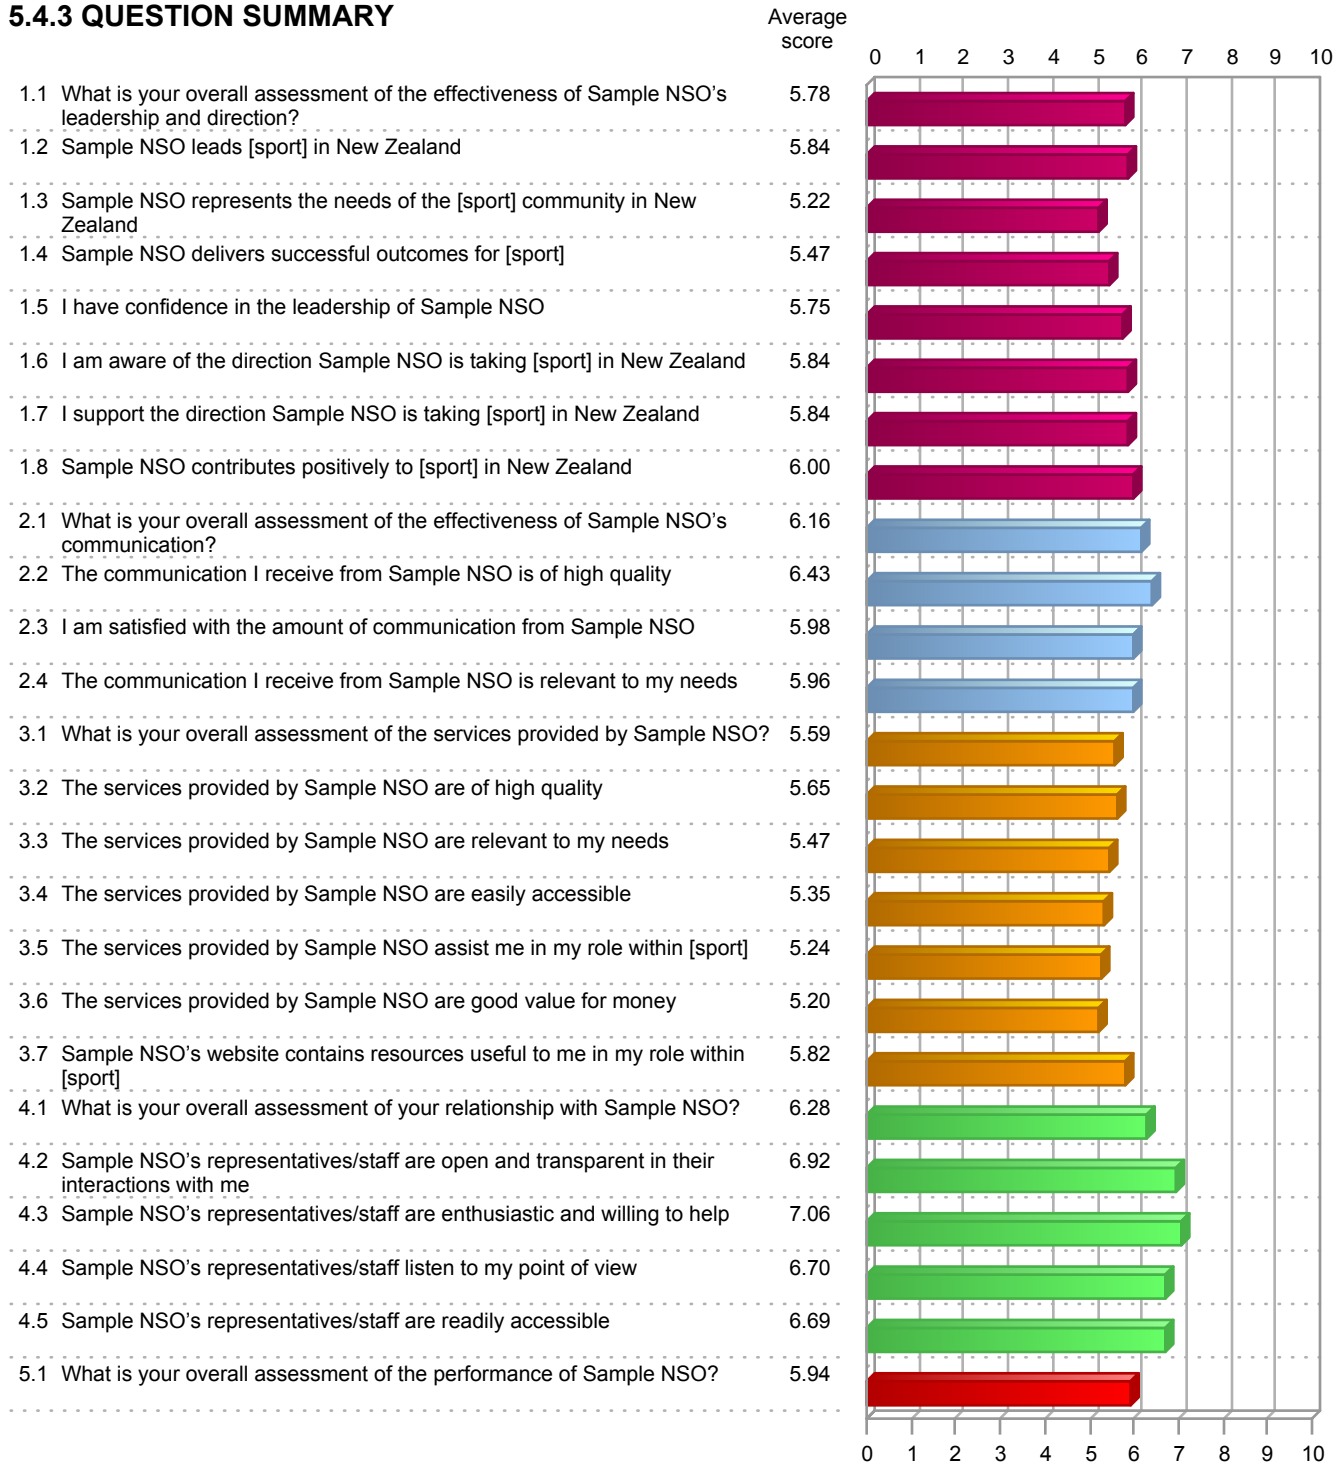 5.4.3 QUESTION SUMMARY
Average
score
0 1 2 3 4 5 6 7 8 9 10
1.1 What is your overall assessment of the effectiveness of Sample NSO’s 5.78
leadership and direction?
1.2 Sample NSO leads [sport] in New Zealand 5.84
1.3 Sample NSO represents the needs of the [sport] community in New 5.22
Zealand
1.4 Sample NSO delivers successful outcomes for [sport] 5.47
1.5 I have confidence in the leadership of Sample NSO 5.75
1.6 I am aware of the direction Sample NSO is taking [sport] in New Zealand 5.84
1.7 I support the direction Sample NSO is taking [sport] in New Zealand 5.84
1.8 Sample NSO contributes positively to [sport] in New Zealand 6.00
2.1 What is your overall assessment of the effectiveness of Sample NSO’s 6.16
communication?
2.2 The communication I receive from Sample NSO is of high quality 6.43
2.3 I am satisfied with the amount of communication from Sample NSO 5.98
2.4 The communication I receive from Sample NSO is relevant to my needs 5.96
3.1 What is your overall assessment of the services provided by Sample NSO? 5.59
3.2 The services provided by Sample NSO are of high quality 5.65
3.3 The services provided by Sample NSO are relevant to my needs 5.47
3.4 The services provided by Sample NSO are easily accessible 5.35
3.5 The services provided by Sample NSO assist me in my role within [sport] 5.24
3.6 The services provided by Sample NSO are good value for money 5.20
3.7 Sample NSO’s website contains resources useful to me in my role within 5.82
[sport]
4.1 What is your overall assessment of your relationship with Sample NSO? 6.28
4.2 Sample NSO’s representatives/staff are open and transparent in their 6.92
interactions with me
4.3 Sample NSO’s representatives/staff are enthusiastic and willing to help 7.06
4.4 Sample NSO’s representatives/staff listen to my point of view 6.70
4.5 Sample NSO’s representatives/staff are readily accessible 6.69
5.1 What is your overall assessment of the performance of Sample NSO? 5.94
0 1 2 3 4 5 6 7 8 9 10